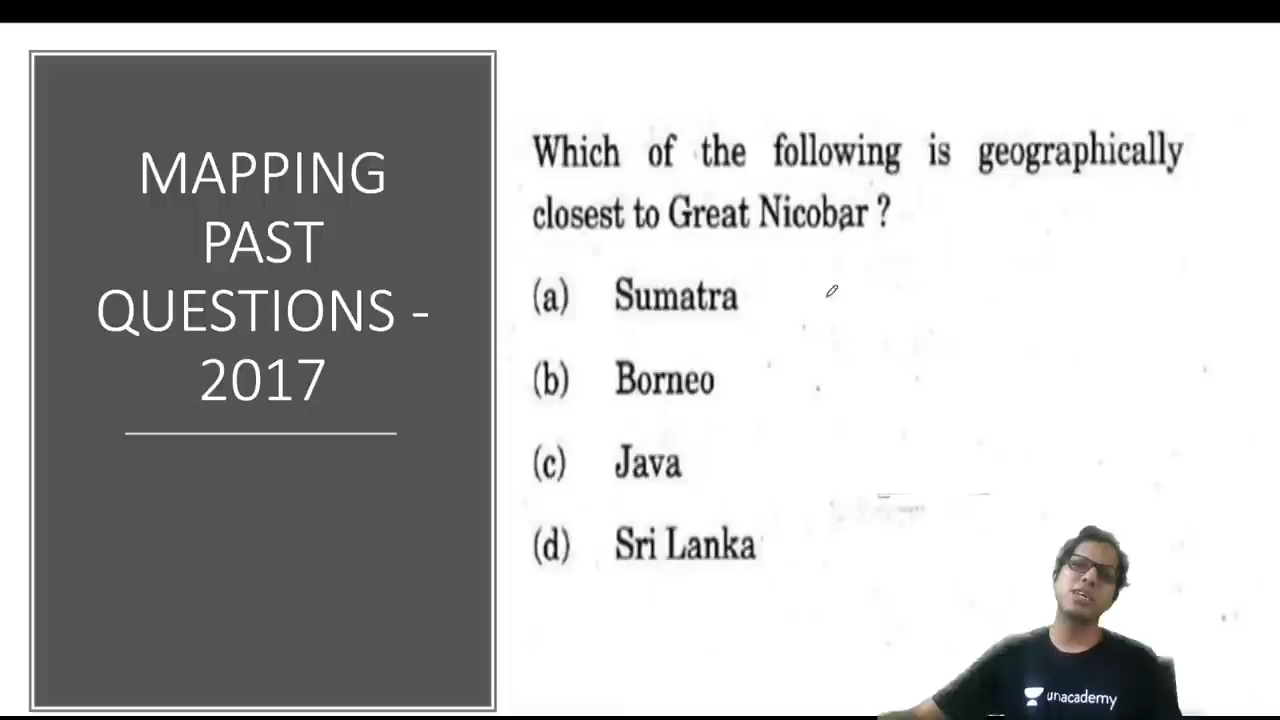 MAPPING
PAST
QUESTIONS -
2017
Which of the following is geographically
closest to Great Nicobar ?
(a) Sumatra
(b) Borneo
(c) Java
(d) Sri Lanka
unacademy